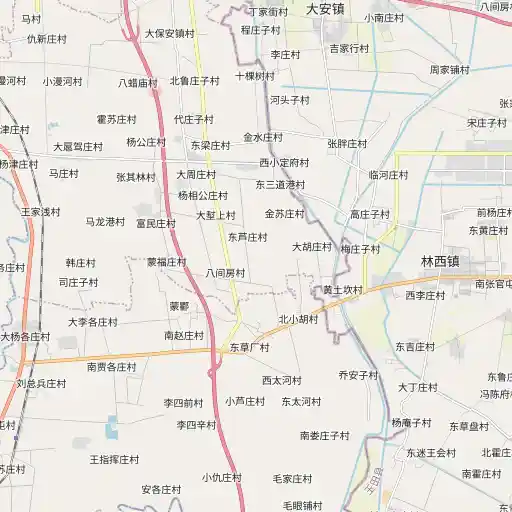 丁家街村
大安镇
八间房村
马村
小南庄村
仇新庄村
大保安镇村
程庄子村
吉家行村
李庄村
周家铺村
十棵树村
漫河村
小漫河村
八蜡庙村
北鲁庄子村
河头子村
霍苏庄村
代庄子村
宋庄子村
津庄村
金水庄村
大扈驾庄村
杨公庄村
东梁庄村
张胖庄村
杨津庄村
西小定府村
马庄村
张其林村
大周庄村
临河庄村
东三道港村
杨相公庄村
王家浅村
富民庄村
大堼上村
金苏庄村
高庄子村
前杨庄村
马龙港村
东黄庄村
东芦庄村
大胡庄村
梅庄子村
韩庄村
蒙福庄村
林西镇
各庄村
八间房村
司庄子村
南张官屯
黄土坎村
西李庄村
蒙酆
大李各庄村
北小胡村
大杨各庄村
南赵庄村
东草厂村
东吉庄村
南贾各庄村
乔安子村
东鲁庄
刘总兵庄村
西太河村
大丁庄村
冯陈府村
李四前村
小芦庄村
东太河村
屯村
李四辛村
杨庵子村
东草盘村
南娄庄子村
王指挥庄村
东迷王会村
北霍庄
苏庄村
小仇庄村
毛家庄村
玉田县
南霍庄
安各庄村
毛眼铺村